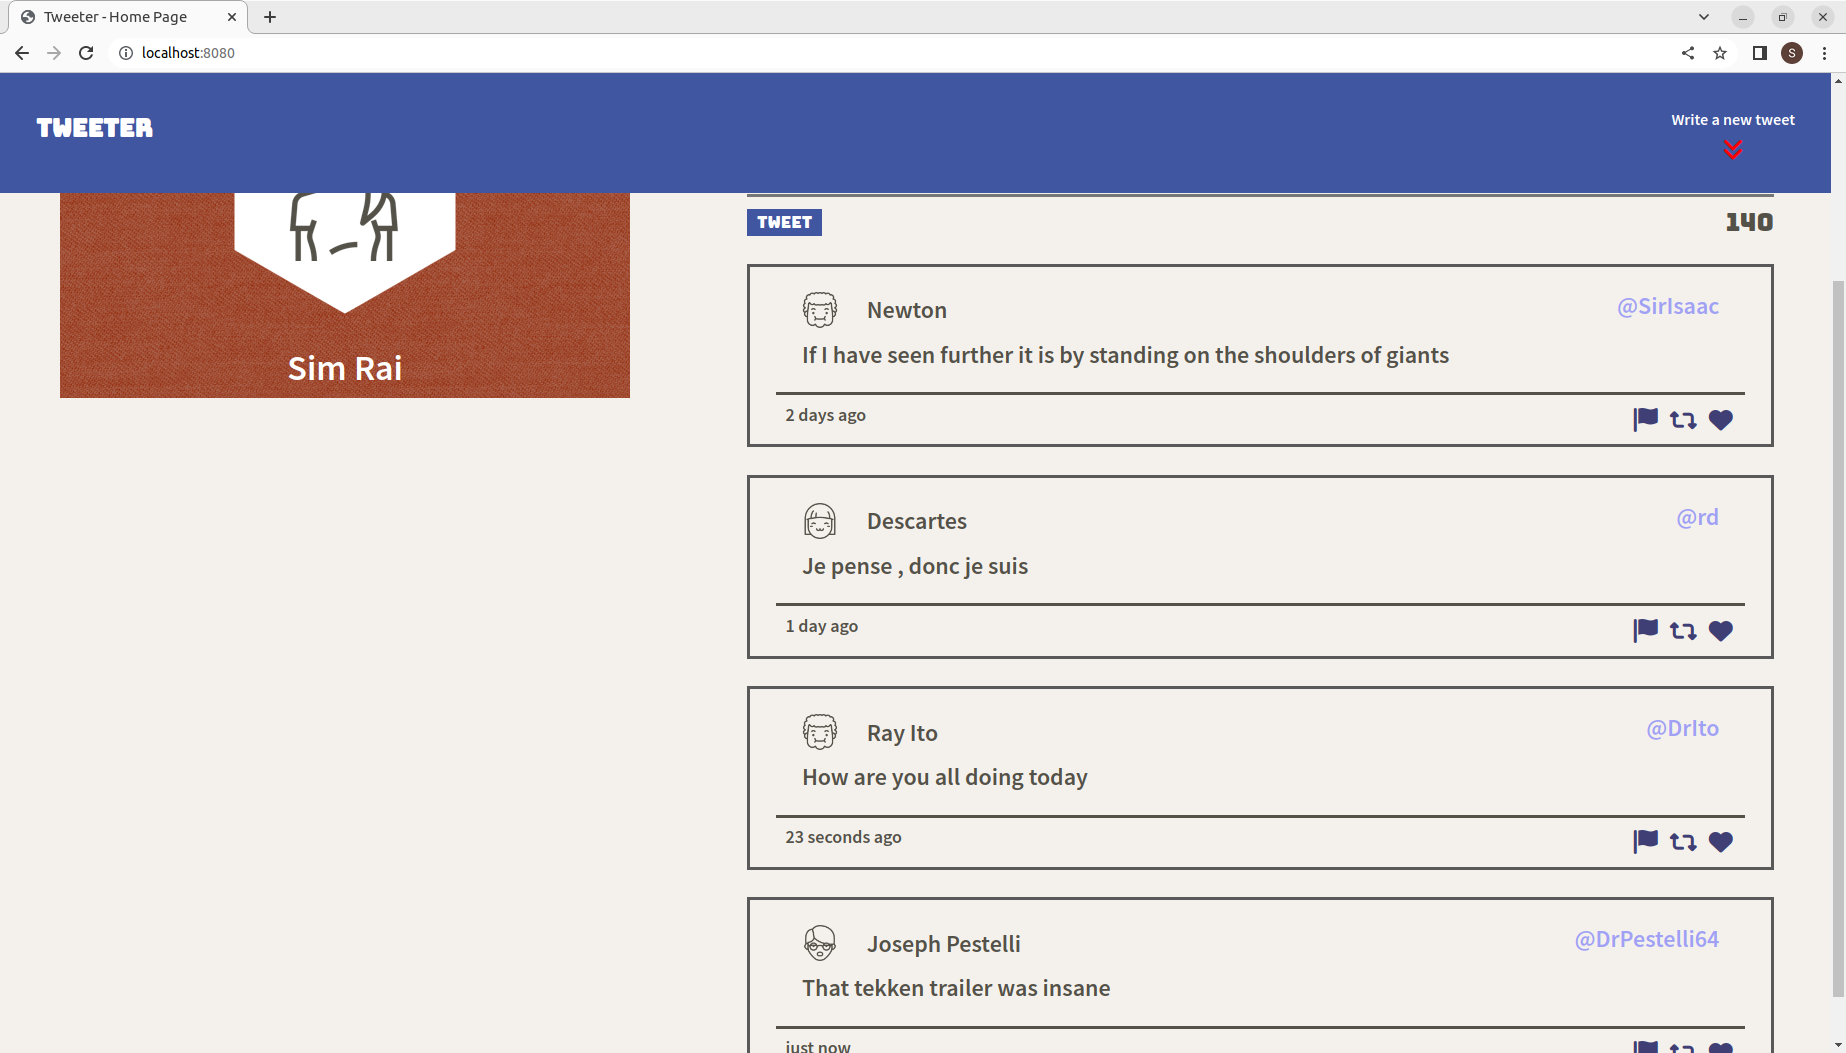 Tweeter - Home Page
localhost:8080
S
TWEETER
Write a new tweet
Sim Rai
TWEET
140
Newton
@SirIsaac
If I have seen further it is by standing on the shoulders of giants
2 days ago
Descartes
@rd
Je pense , donc je suis
1 day ago
Ray Ito
@DrIto
How are you all doing today
23 seconds ago
Joseph Pestelli
@DrPestelli64
That tekken trailer was insane
just now